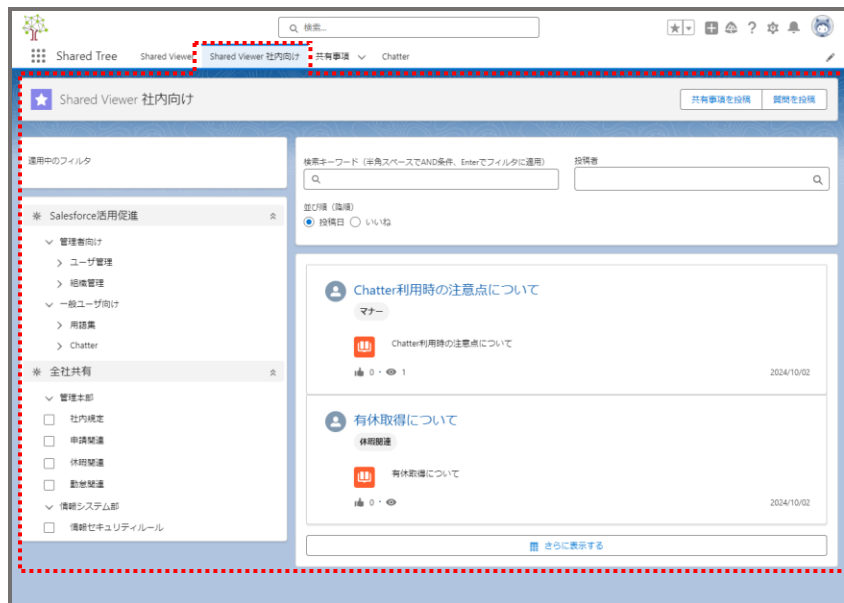 検索...
Shared Tree
Shared Viewer
Shared Viewer 社内向け
共有事項
Chatter
Shared Viewer 社内向け
共有事項を投稿
質問を投稿
適用中のフィルタ
検索キーワード（半角スペースでAND条件、Enterでフィルタに適用）
投稿者
並び順（降順）
投稿日
いいね
Salesforce活用促進
管理者向け
ユーザ管理
組織管理
一般ユーザ向け
用語集
Chatter
全社共有
管理本部
社内規定
申請関連
休暇関連
勤怠関連
情報システム部
情報セキュリティルール
Chatter利用時の注意点について
マナー
Chatter利用時の注意点について
0・ 1
2024/10/02
有休取得について
休暇関連
有休取得について
0・
2024/10/02
さらに表示する